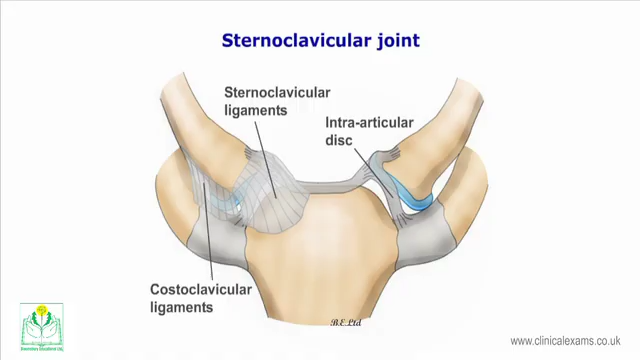 Sternoclavicular joint
Sternoclavicular
ligaments
Intra-articular
disc
Costoclavicular
ligaments
B.E Ltd
www.clinicalexams.co.uk